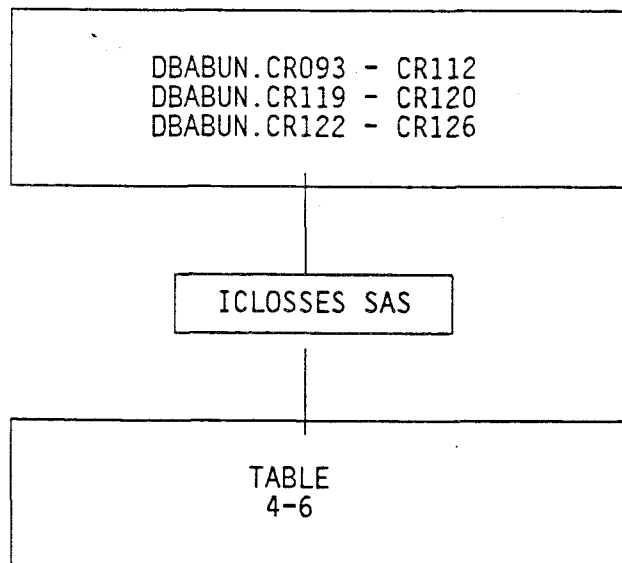 DBABUN.CR093 - CR112
DBABUN.CR119 - CR120
DBABUN.CR122 - CR126
ICLOSSES SAS
TABLE
4-6